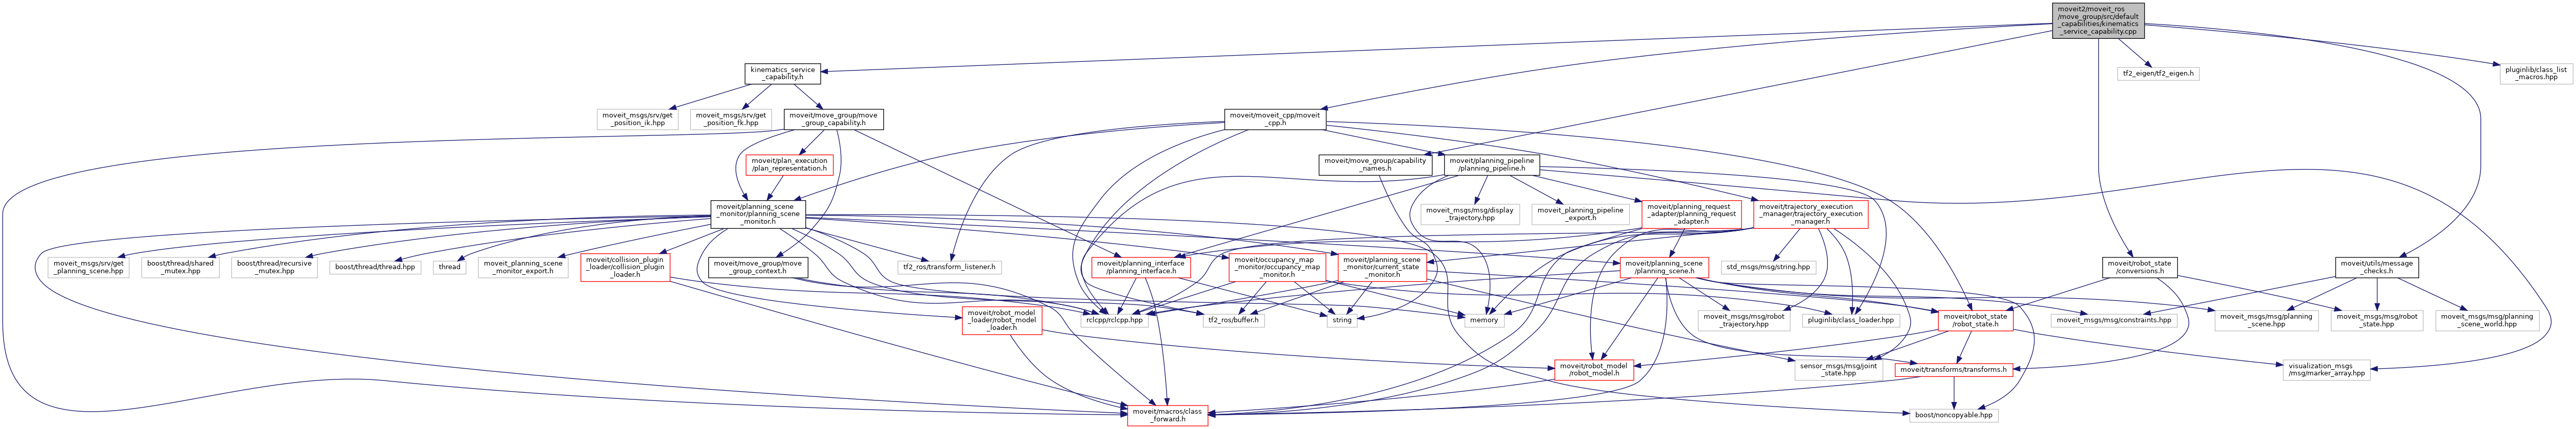 moveit2/moveit_ros
/move_group/src/default
_capabilities/kinematics
_service_capability.cpp
kinematics_service
_capability.h
tf2_eigen/tf2_eigen.h
pluginlib/class_list
_macros.hpp
moveit_msgs/srv/get
_position_ik.hpp
moveit_msgs/srv/get
_position_fk.hpp
moveit/move_group/move
_group_capability.h
moveit/moveit_cpp/moveit
_cpp.h
moveit/plan_execution
/plan_representation.h
moveit/move_group/capability
_names.h
moveit/planning_pipeline
/planning_pipeline.h
moveit/planning_scene
_monitor/planning_scene
_monitor.h
moveit_msgs/msg/display
_trajectory.hpp
moveit_planning_pipeline
_export.h
moveit/planning_request
_adapter/planning_request
_adapter.h
moveit/trajectory_execution
_manager/trajectory_execution
_manager.h
moveit_msgs/srv/get
_planning_scene.hpp
boost/thread/shared
_mutex.hpp
boost/thread/recursive
_mutex.hpp
boost/thread/thread.hpp
thread
moveit_planning_scene
_monitor_export.h
moveit/collision_plugin
_loader/collision_plugin
_loader.h
moveit/move_group/move
_group_context.h
tf2_ros/transform_listener.h
moveit/planning_interface
/planning_interface.h
moveit/occupancy_map
_monitor/occupancy_map
_monitor.h
moveit/planning_scene
_monitor/current_state
_monitor.h
moveit/planning_scene
/planning_scene.h
std_msgs/msg/string.hpp
moveit/robot_state
/conversions.h
moveit/utils/message
_checks.h
moveit/robot_model
_loader/robot_model
_loader.h
rclcpp/rclcpp.hpp
tf2_ros/buffer.h
string
memory
moveit_msgs/msg/robot
_trajectory.hpp
pluginlib/class_loader.hpp
moveit/robot_state
/robot_state.h
moveit_msgs/msg/constraints.hpp
moveit_msgs/msg/planning
_scene.hpp
moveit_msgs/msg/robot
_state.hpp
moveit_msgs/msg/planning
_scene_world.hpp
moveit/robot_model
/robot_model.h
sensor_msgs/msg/joint
_state.hpp
moveit/transforms/transforms.h
visualization_msgs
/msg/marker_array.hpp
moveit/macros/class
_forward.h
boost/noncopyable.hpp